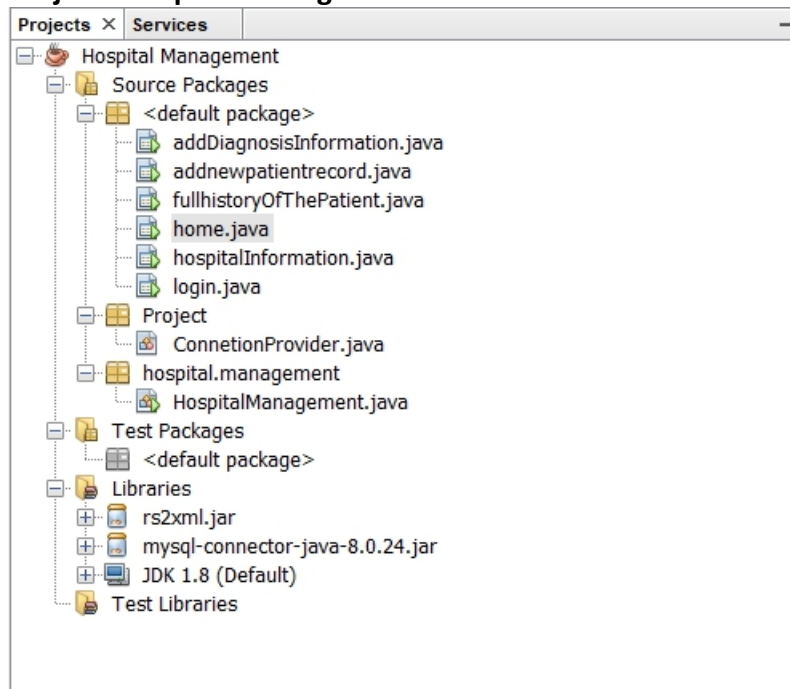 Projects × Services
Hospital Management
Source Packages
<default package>
addDiagnosisInformation.java
addnewpatientrecord.java
fullhistoryOfThePatient.java
home.java
hospitalInformation.java
login.java
Project
ConnetionProvider.java
hospital.management
HospitalManagement.java
Test Packages
<default package>
Libraries
rs2xml.jar
mysql-connector-java-8.0.24.jar
JDK 1.8 (Default)
Test Libraries